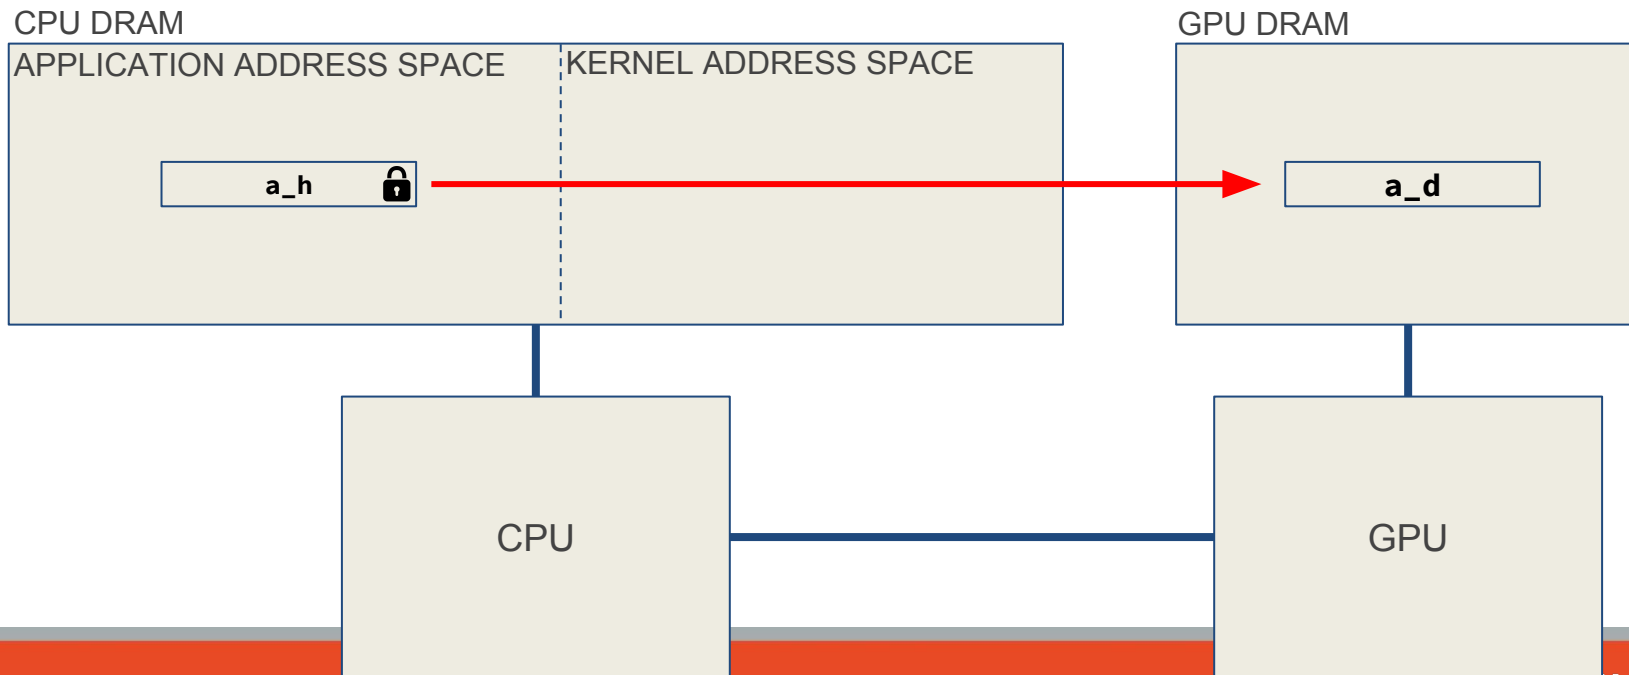 CPU DRAM
GPU DRAM
APPLICATION ADDRESS SPACE
KERNEL ADDRESS SPACE
a_h
a_d
CPU
GPU